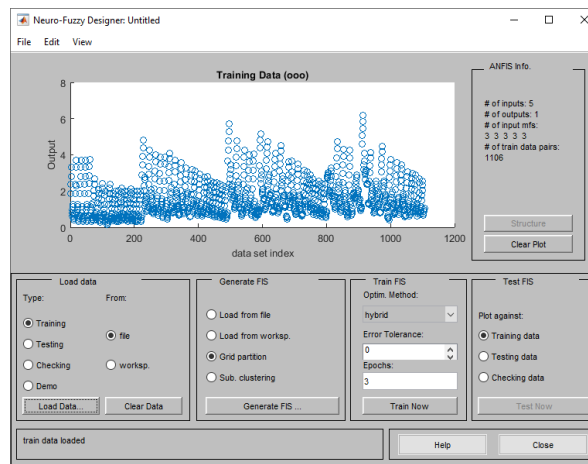 Neuro-Fuzzy Designer: Untitled
File Edit View
Training Data (ooo)
8
6
4
2
0
Output
0 200 400 600 800 1000 1200
data set index
ANFIS Info.
# of inputs: 5
# of outputs: 1
# of input mfs:
3 3 3 3 3
# of train data pairs:
1106
Structure
Clear Plot
Load data
Type: From:
Training
Testing
Checking
Demo
file
worksp.
Load Data... Clear Data
Generate FIS
Load from file
Load from worksp.
Grid partition
Sub. clustering
Generate FIS ...
Train FIS
Optim. Method:
hybrid
Error Tolerance:
0
Epochs:
3
Train Now
Test FIS
Plot against:
Training data
Testing data
Checking data
Test Now
train data loaded
Help Close